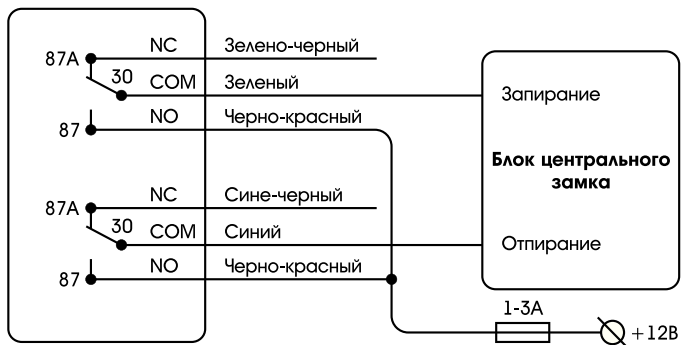 NC Зелено-черный
87A
30 COM Зеленый
Запирание
NO Черно-красный
87
Блок центрального
замка
NC Сине-черный
87A
30 COM Синий
Отпирание
NO Черно-красный
87
1-3А
+12В